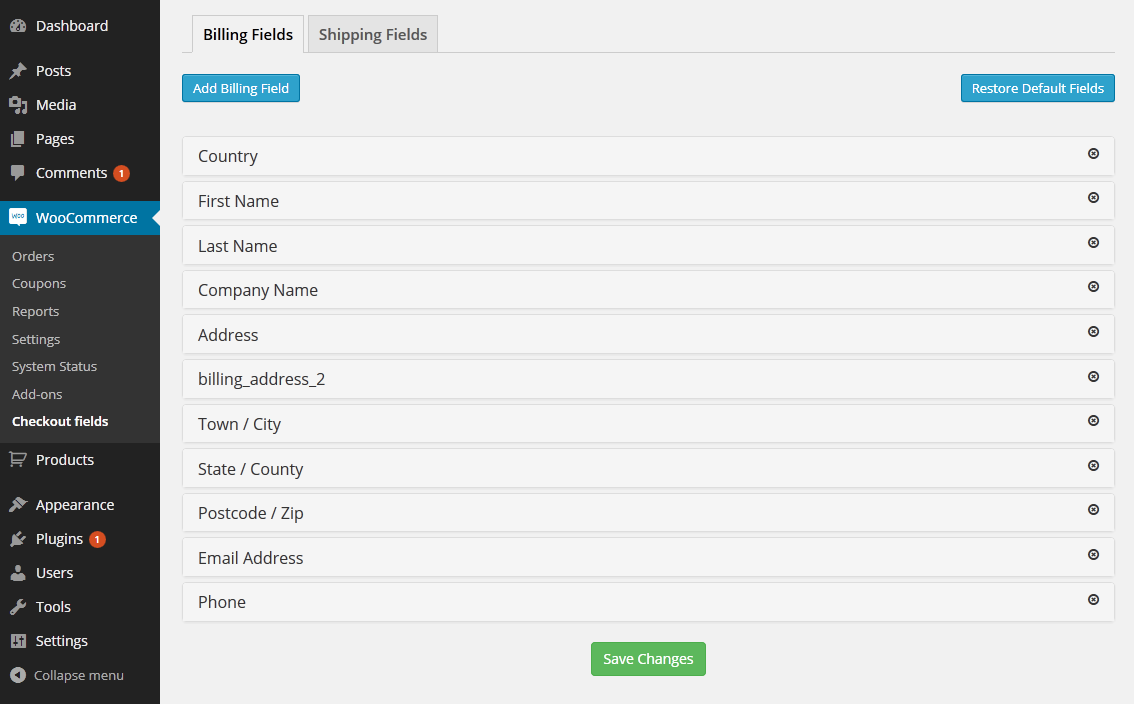 Dashboard
Posts
Media
Pages
Comments 1
woo WooCommerce
Orders
Coupons
Reports
Settings
System Status
Add-ons
Checkout fields
Products
Appearance
Plugins 1
Users
Tools
Settings
Collapse menu
Billing Fields Shipping Fields
Add Billing Field Restore Default Fields
Country
First Name
Last Name
Company Name
Address
billing_address_2
Town / City
State / County
Postcode / Zip
Email Address
Phone
Save Changes